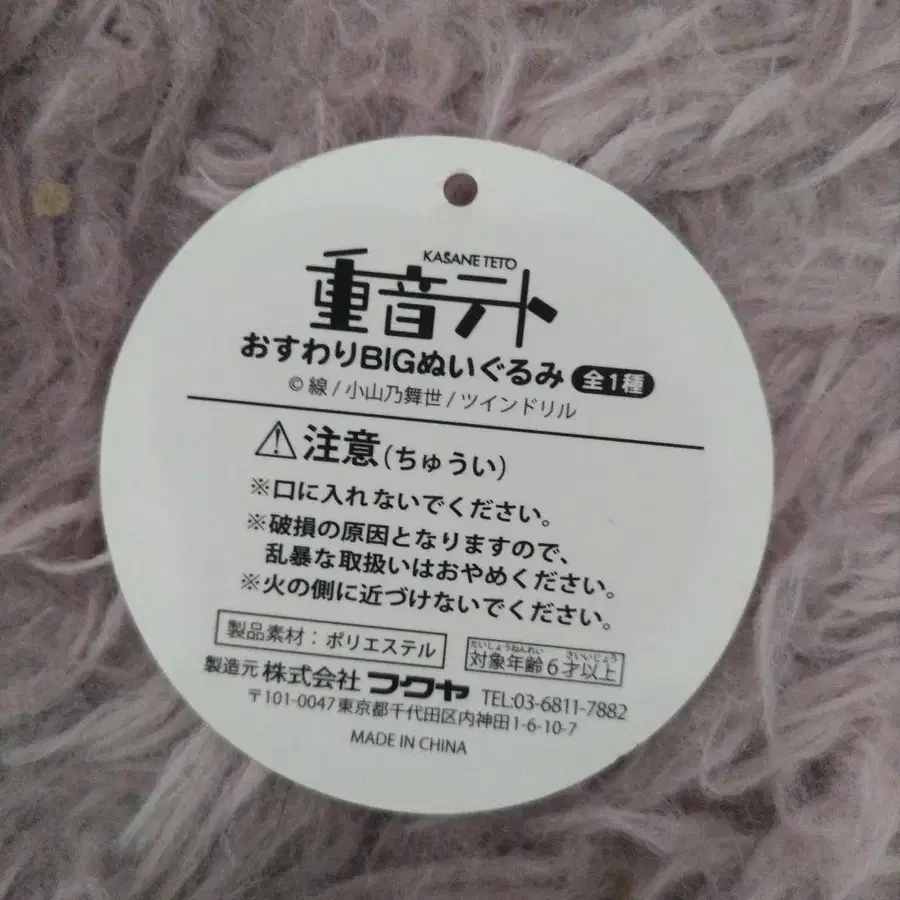 KASANE TETO
重音テト
おすわりBIGぬいぐるみ 全1種
© 線 / 小山乃舞世 / ツインドリル
⚠注意(ちゅうい)
※口に入れないでください。
※破損の原因となりますので、
乱暴な取扱いはおやめください。
※火の側に近づけないでください。
製品素材：ポリエステル
たいしょうねんれい さいいじょう
対象年齢6才以上
製造元 株式会社 フクヤ TEL:03-6811-7882
〒101-0047 東京都千代田区内神田1-6-10-7
MADE IN CHINA